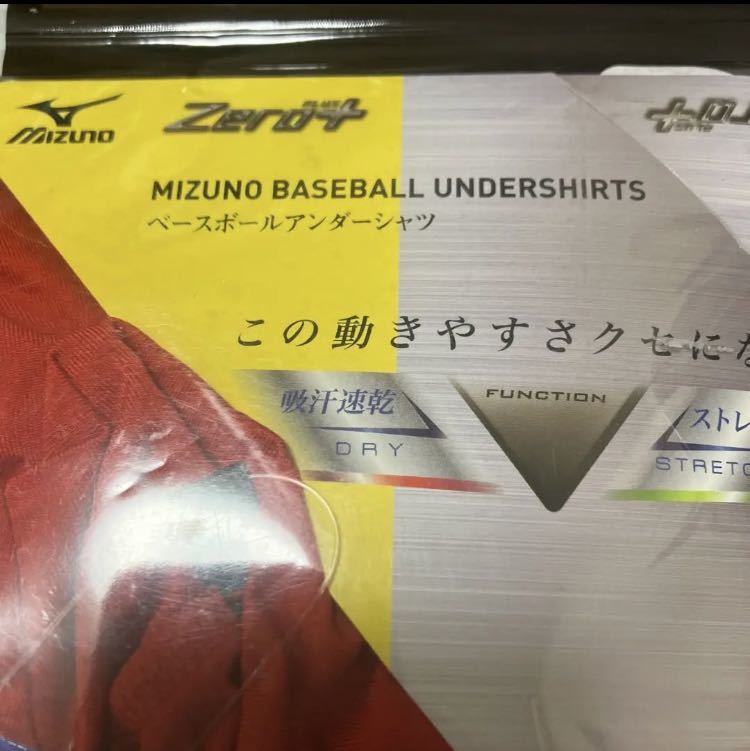 MIZUNO
Zero PLUS +
MIZUNO BASEBALL UNDERSHIRTS
ベースボールアンダーシャツ
この動きやすさクセにな
吸汗速乾
DRY
FUNCTION
ストレ
STRETC